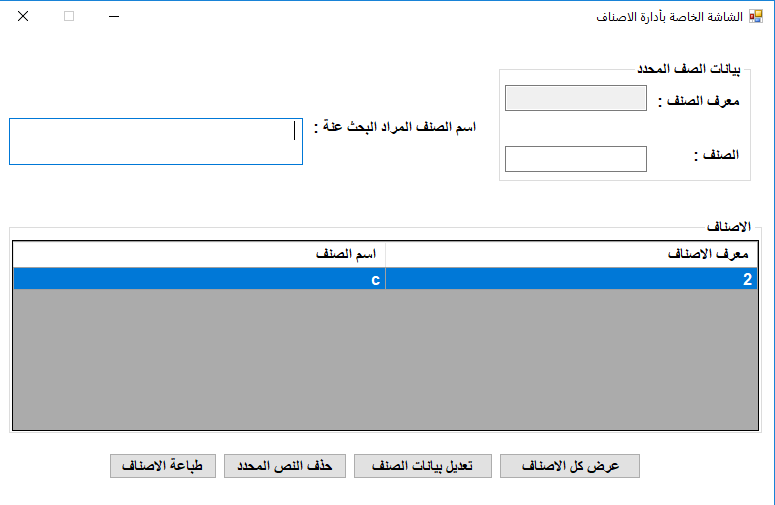 الشاشة الخاصة بأدارة الاصناف
بيانات الصف المحدد
معرف الصنف :
الصنف :
اسم الصنف المراد البحث عنة :
الاصناف
معرف الاصناف اسم الصنف
2 c
عرض كل الاصناف تعديل بيانات الصنف حذف النص المحدد طباعة الاصناف